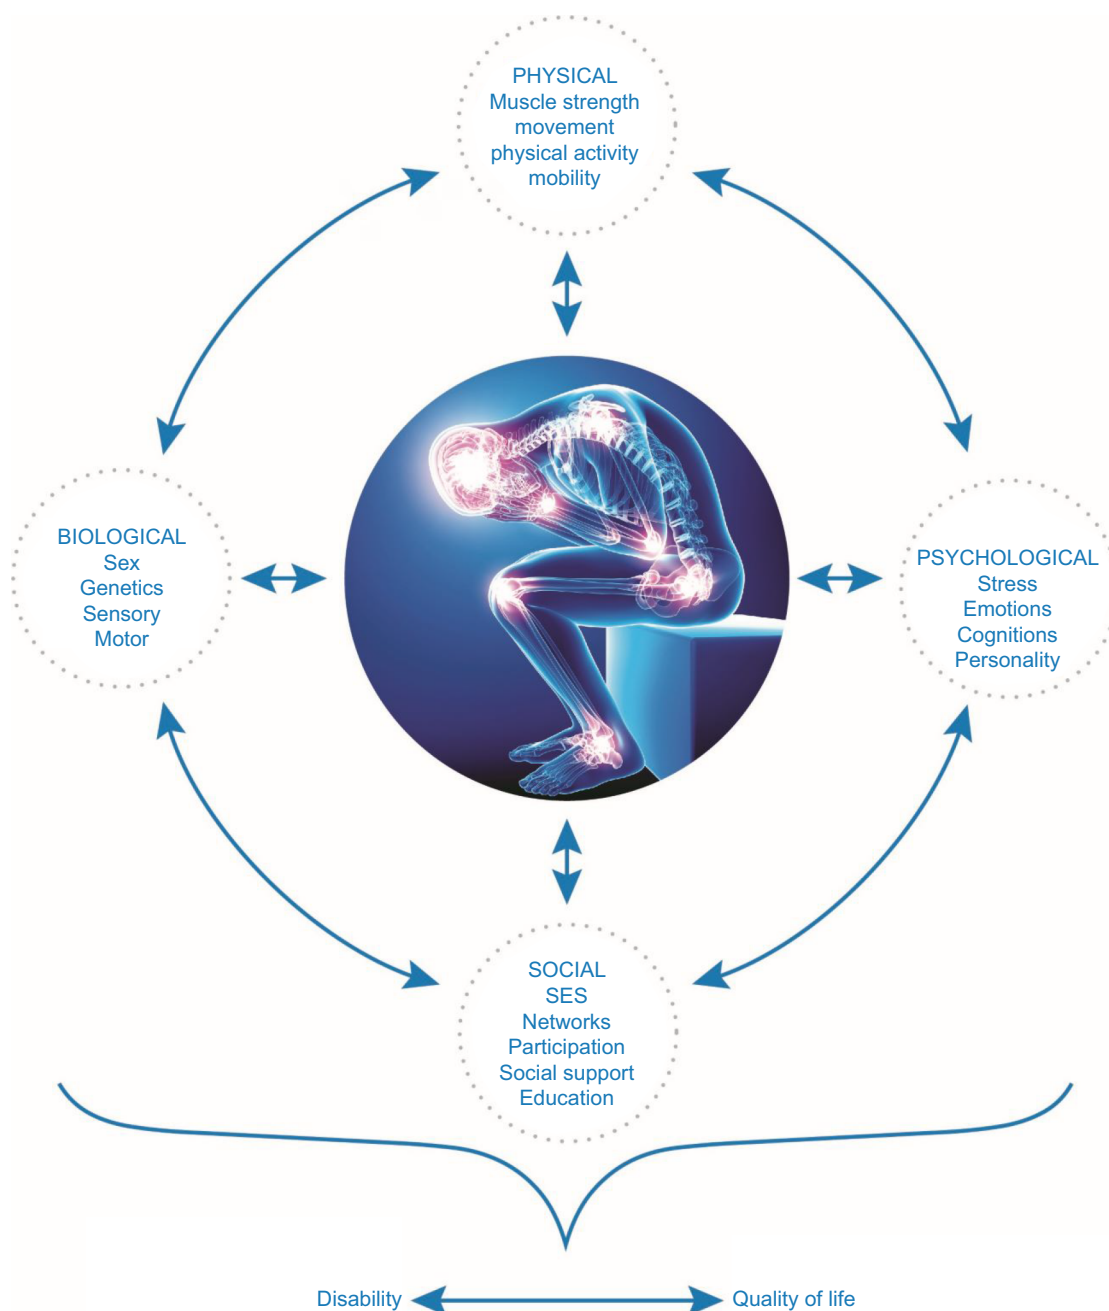 PHYSICAL
Muscle strength
movement
physical activity
mobility
BIOLOGICAL
Sex
Genetics
Sensory
Motor
PSYCHOLOGICAL
Stress
Emotions
Cognitions
Personality
SOCIAL
SES
Networks
Participation
Social support
Education
Disability
Quality of life